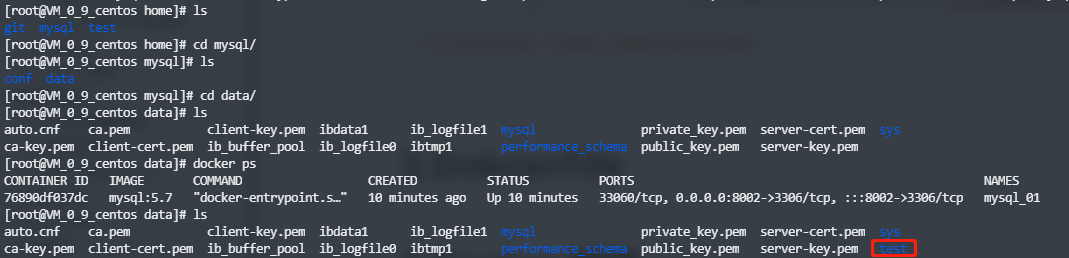 [root@VM_0_9_centos home]# ls
git  mysql  test
[root@VM_0_9_centos home]# cd mysql/
[root@VM_0_9_centos mysql]# ls
conf  data
[root@VM_0_9_centos mysql]# cd data/
[root@VM_0_9_centos data]# ls
auto.cnf    ca.pem           client-key.pem  ibdata1      ib_logfile1  mysql               private_key.pem  server-cert.pem  sys
ca-key.pem  client-cert.pem  ib_buffer_pool  ib_logfile0  ibtmp1       performance_schema  public_key.pem   server-key.pem
[root@VM_0_9_centos data]# docker ps
CONTAINER ID   IMAGE       COMMAND                  CREATED          STATUS          PORTS                                                  NAMES
76890df037dc   mysql:5.7   "docker-entrypoint.s…"   10 minutes ago   Up 10 minutes   33060/tcp, 0.0.0.0:8002->3306/tcp, :::8002->3306/tcp   mysql_01
[root@VM_0_9_centos data]# ls
auto.cnf    ca.pem           client-key.pem  ibdata1      ib_logfile1  mysql               private_key.pem  server-cert.pem  sys
ca-key.pem  client-cert.pem  ib_buffer_pool  ib_logfile0  ibtmp1       performance_schema  public_key.pem   server-key.pem   test